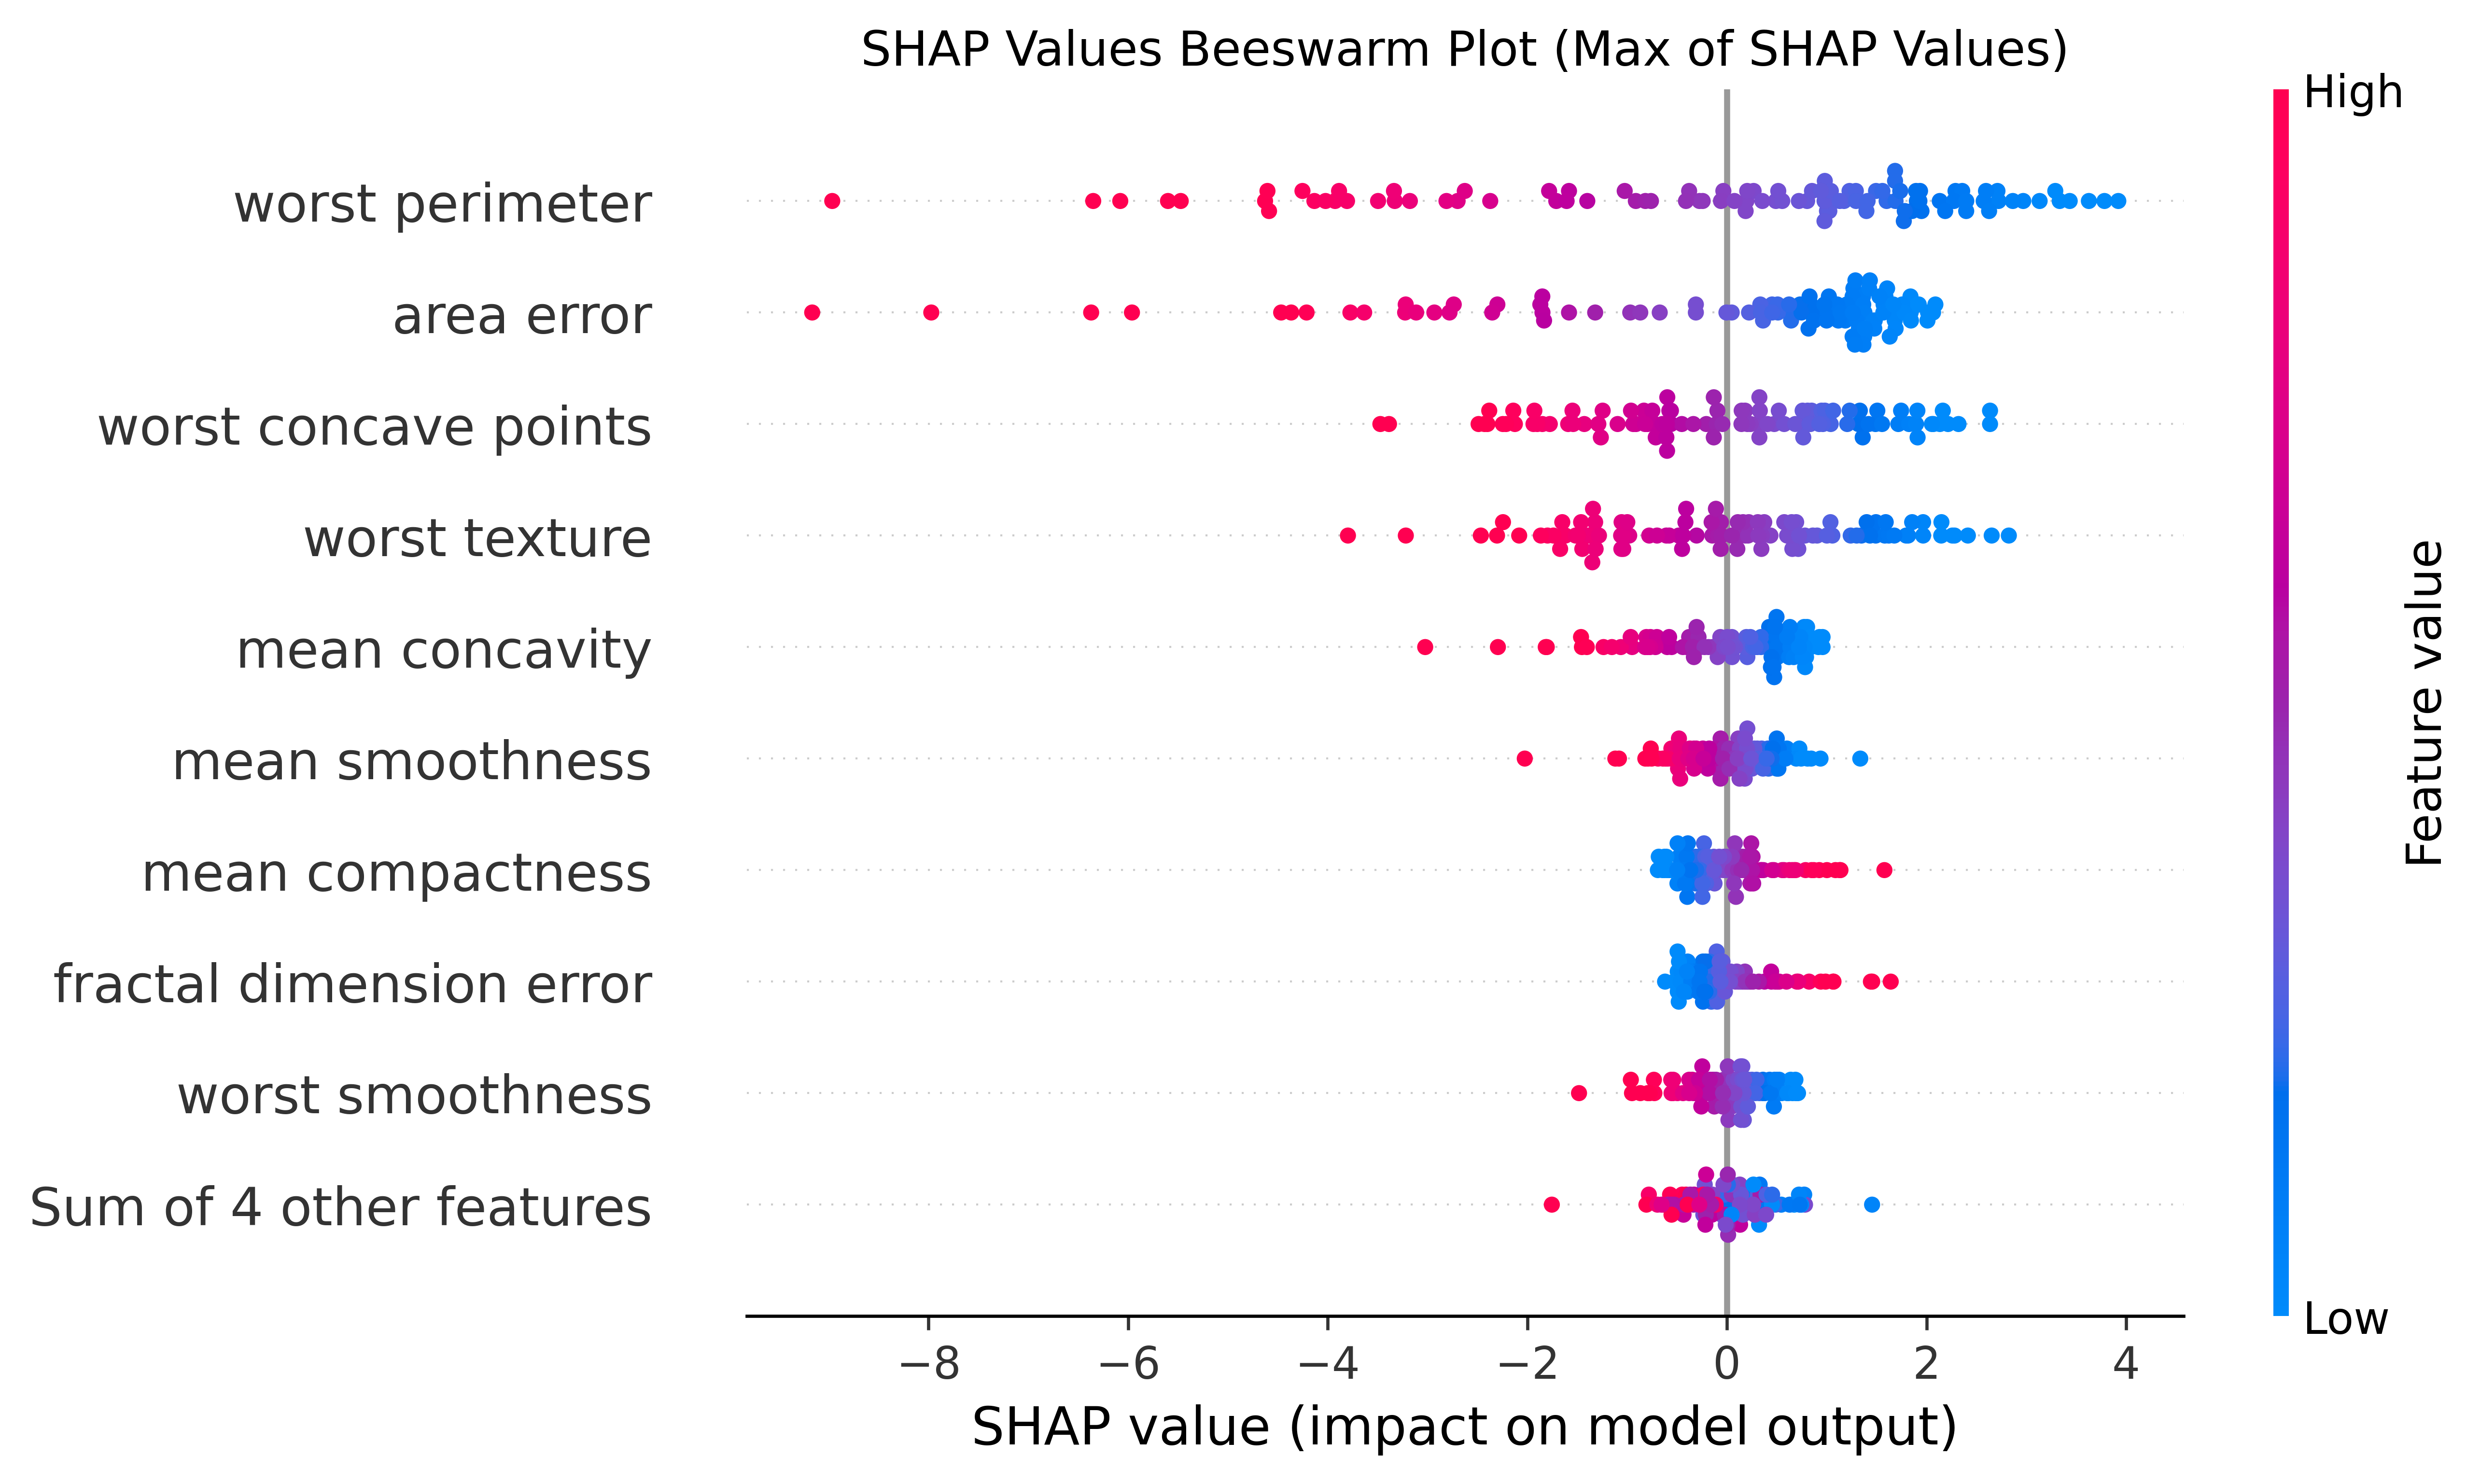 SHAP Values Beeswarm Plot (Max of SHAP Values)
High
worst perimeter
area error
worst concave points
worst texture
mean concavity
mean smoothness
mean compactness
fractal dimension error
worst smoothness
Sum of 4 other features
Feature value
Low
−8 −6 −4 −2 0 2 4
SHAP value (impact on model output)